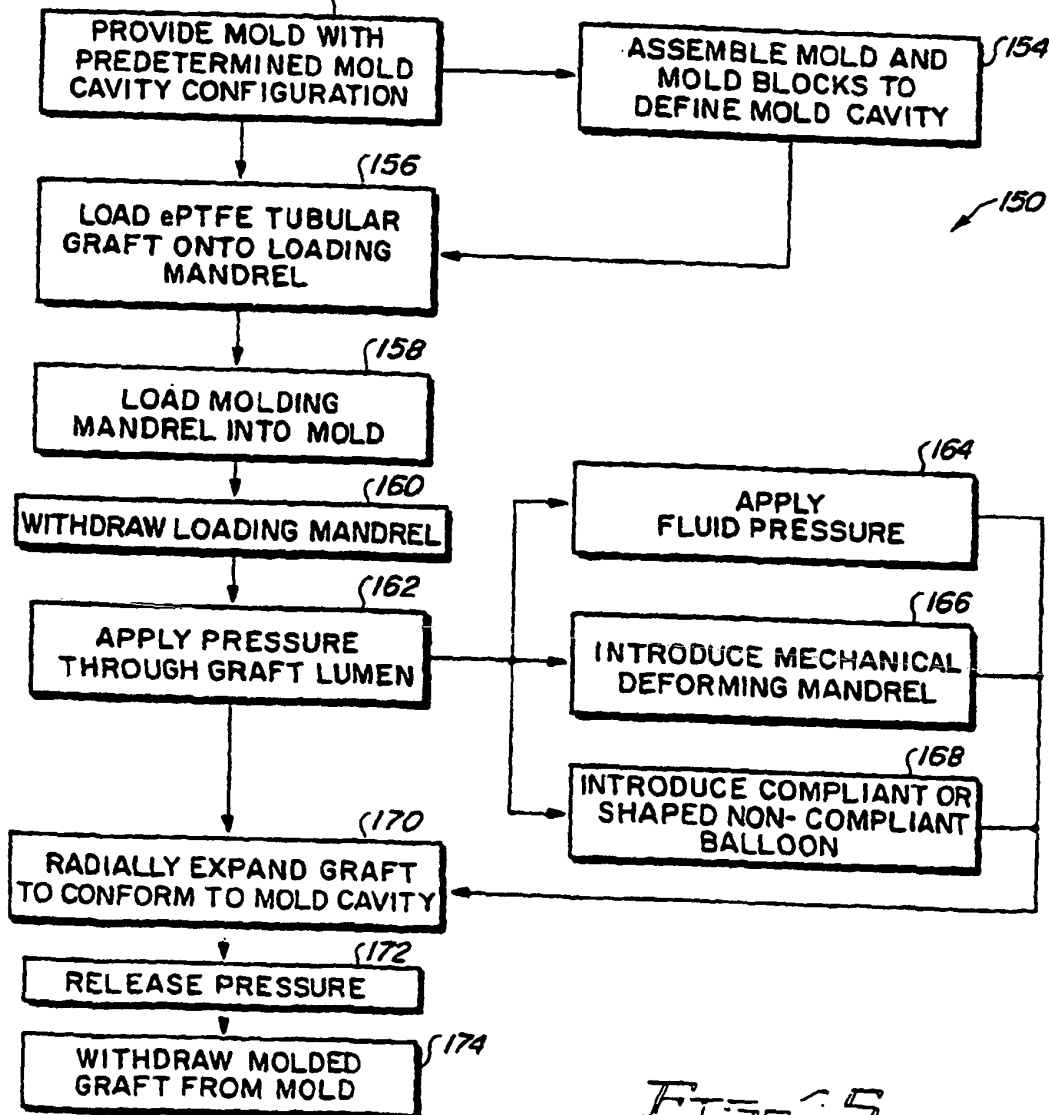 PROVIDE MOLD WITH
PREDETERMINED MOLD
CAVITY CONFIGURATION
ASSEMBLE MOLD AND
MOLD BLOCKS TO
DEFINE MOLD CAVITY
154
156
150
LOAD ePTFE TUBULAR
GRAFT ONTO LOADING
MANDREL
158
LOAD MOLDING
MANDREL INTO MOLD
160
WITHDRAW LOADING MANDREL
162
APPLY PRESSURE
THROUGH GRAFT LUMEN
164
APPLY
FLUID PRESSURE
166
INTRODUCE MECHANICAL
DEFORMING MANDREL
168
INTRODUCE COMPLIANT OR
SHAPED NON-COMPLIANT
BALLOON
170
RADIALLY EXPAND GRAFT
TO CONFORM TO MOLD CAVITY
172
RELEASE PRESSURE
174
WITHDRAW MOLDED
GRAFT FROM MOLD